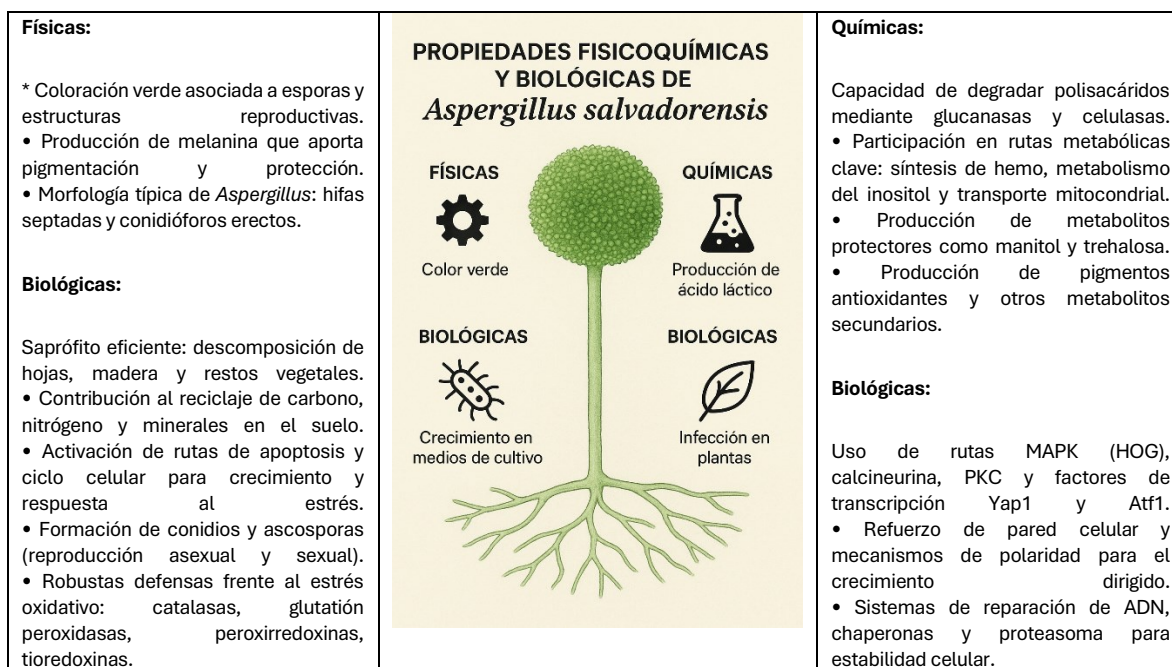 Físicas:
* Coloración verde asociada a esporas y
estructuras reproductivas.
• Producción de melanina que aporta
pigmentación y protección.
• Morfología típica de Aspergillus: hifas
septadas y conidióforos erectos.
Biológicas:
Saprófito eficiente: descomposición de
hojas, madera y restos vegetales.
• Contribución al reciclaje de carbono,
nitrógeno y minerales en el suelo.
• Activación de rutas de apoptosis y
ciclo celular para crecimiento y
respuesta al estrés.
• Formación de conidios y ascosporas
(reproducción asexual y sexual).
• Robustas defensas frente al estrés
oxidativo: catalasas, glutatión
peroxidasas, peroxirredoxinas,
tioredoxinas.
PROPIEDADES FISICOQUÍMICAS
Y BIOLÓGICAS DE
Aspergillus salvadorensis
FÍSICAS
Color verde
QUÍMICAS
Producción de
ácido láctico
BIOLÓGICAS
Crecimiento en
medios de cultivo
BIOLÓGICAS
Infección en
plantas
Químicas:
Capacidad de degradar polisacáridos
mediante glucanasas y celulasas.
• Participación en rutas metabólicas
clave: síntesis de hemo, metabolismo
del inositol y transporte mitocondrial.
• Producción de metabolitos
protectores como manitol y trehalosa.
• Producción de pigmentos
antioxidantes y otros metabolitos
secundarios.
Biológicas:
Uso de rutas MAPK (HOG),
calcineurina, PKC y factores de
transcripción Yap1 y Atf1.
• Refuerzo de pared celular y
mecanismos de polaridad para el
crecimiento dirigido.
• Sistemas de reparación de ADN,
chaperonas y proteasoma para
estabilidad celular.